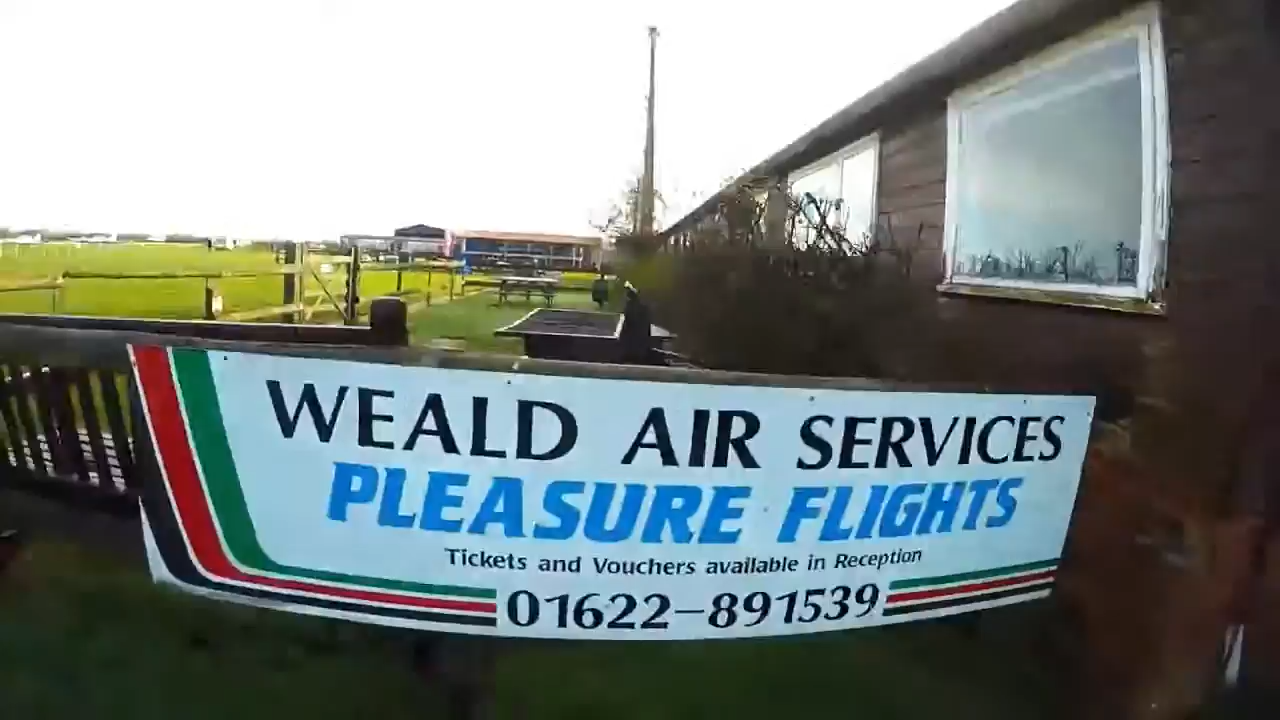 WEALD AIR SERVICES
PLEASURE FLIGHTS
Tickets and Vouchers available in Reception
01622-891539